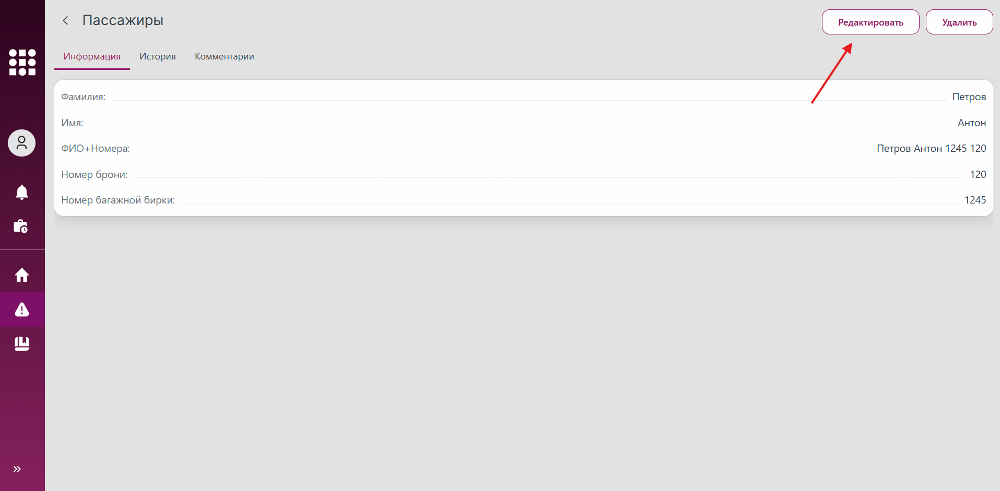 Пассажиры
Редактировать
Удалить
Информация
История
Комментарии
Фамилия: Петров
Имя: Антон
ФИО+Номера: Петров Антон 1245 120
Номер брони: 120
Номер багажной бирки: 1245